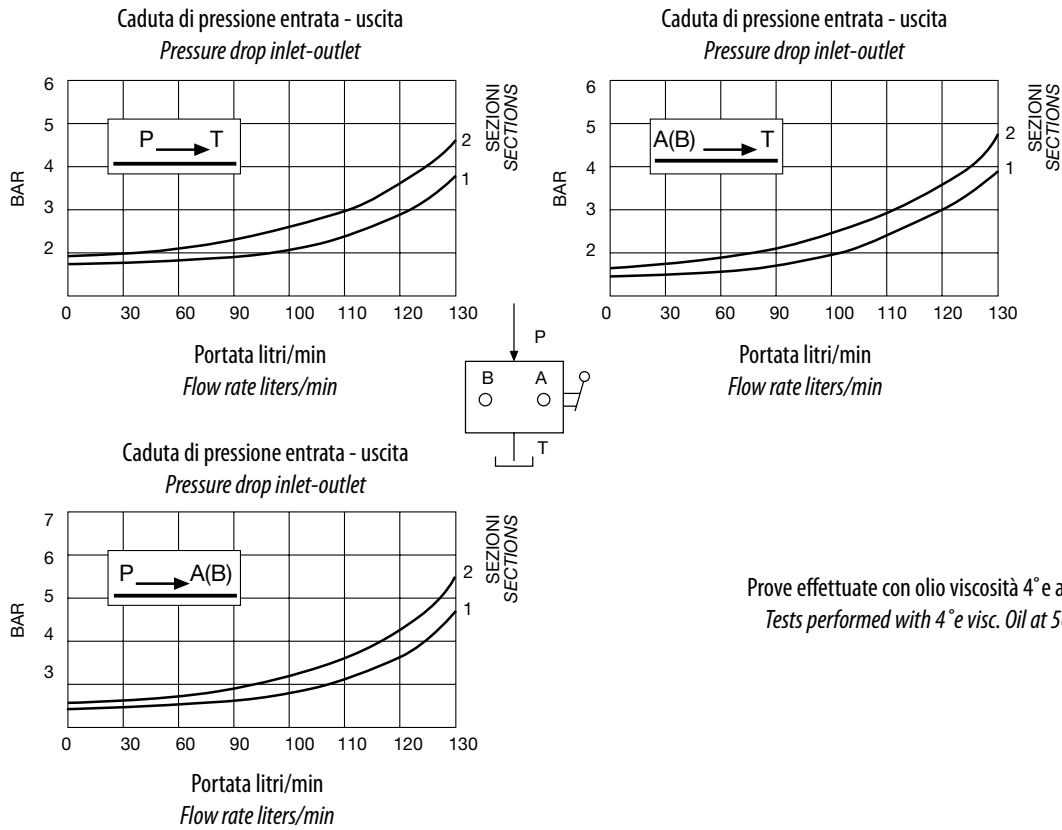 Caduta di pressione entrata - uscita
Pressure drop inlet-outlet
6
5
4
3
2
BAR
P T
2
1
SEZIONI
SECTIONS
0 30 60 90 100 110 120 130
Portata litri/min
Flow rate liters/min
Caduta di pressione entrata - uscita
Pressure drop inlet-outlet
6
5
4
3
2
BAR
A(B) T
2
1
SEZIONI
SECTIONS
0 30 60 90 100 110 120 130
Portata litri/min
Flow rate liters/min
P
B A
T
Caduta di pressione entrata - uscita
Pressure drop inlet-outlet
7
6
5
4
3
BAR
P A(B)
2
1
SEZIONI
SECTIONS
0 30 60 90 100 110 120 130
Portata litri/min
Flow rate liters/min
Prove effettuate con olio viscosità 4°e a
Tests performed with 4°e visc. Oil at